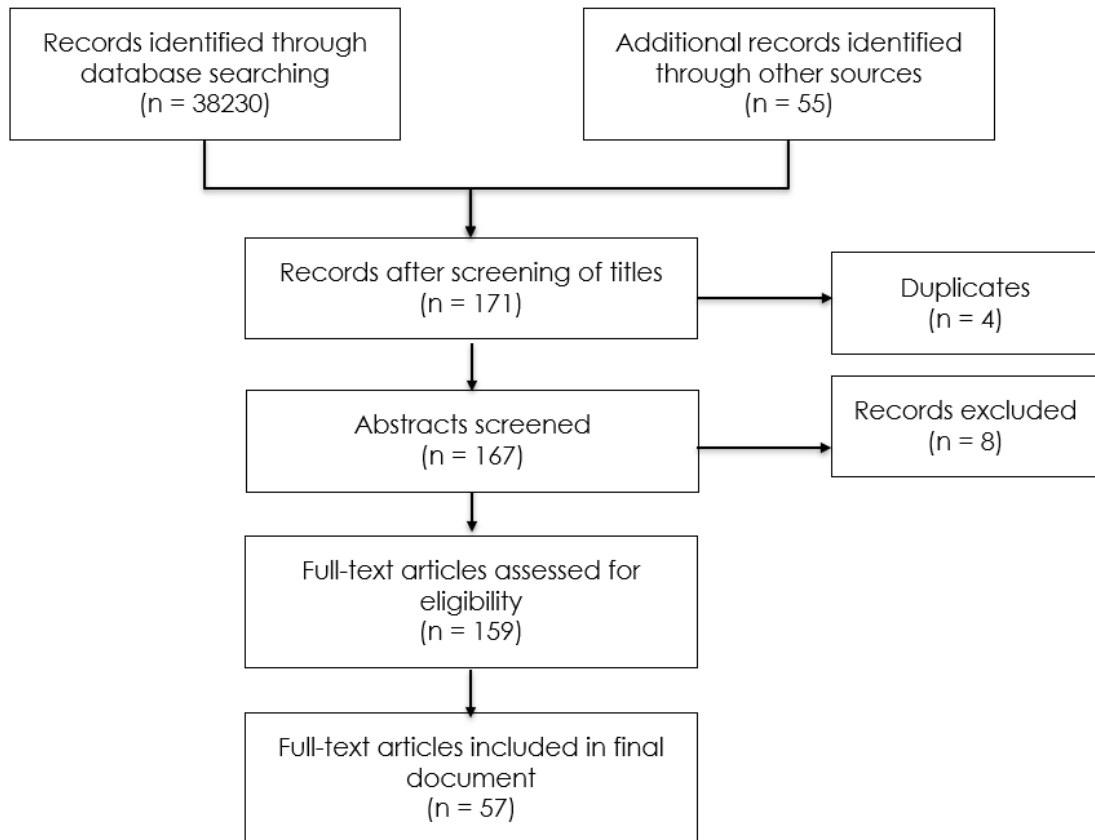 Records identified through
database searching
(n = 38230)
Additional records identified
through other sources
(n = 55)
Records after screening of titles
(n = 171)
Duplicates
(n = 4)
Abstracts screened
(n = 167)
Records excluded
(n = 8)
Full-text articles assessed for
eligibility
(n = 159)
Full-text articles included in final
document
(n = 57)